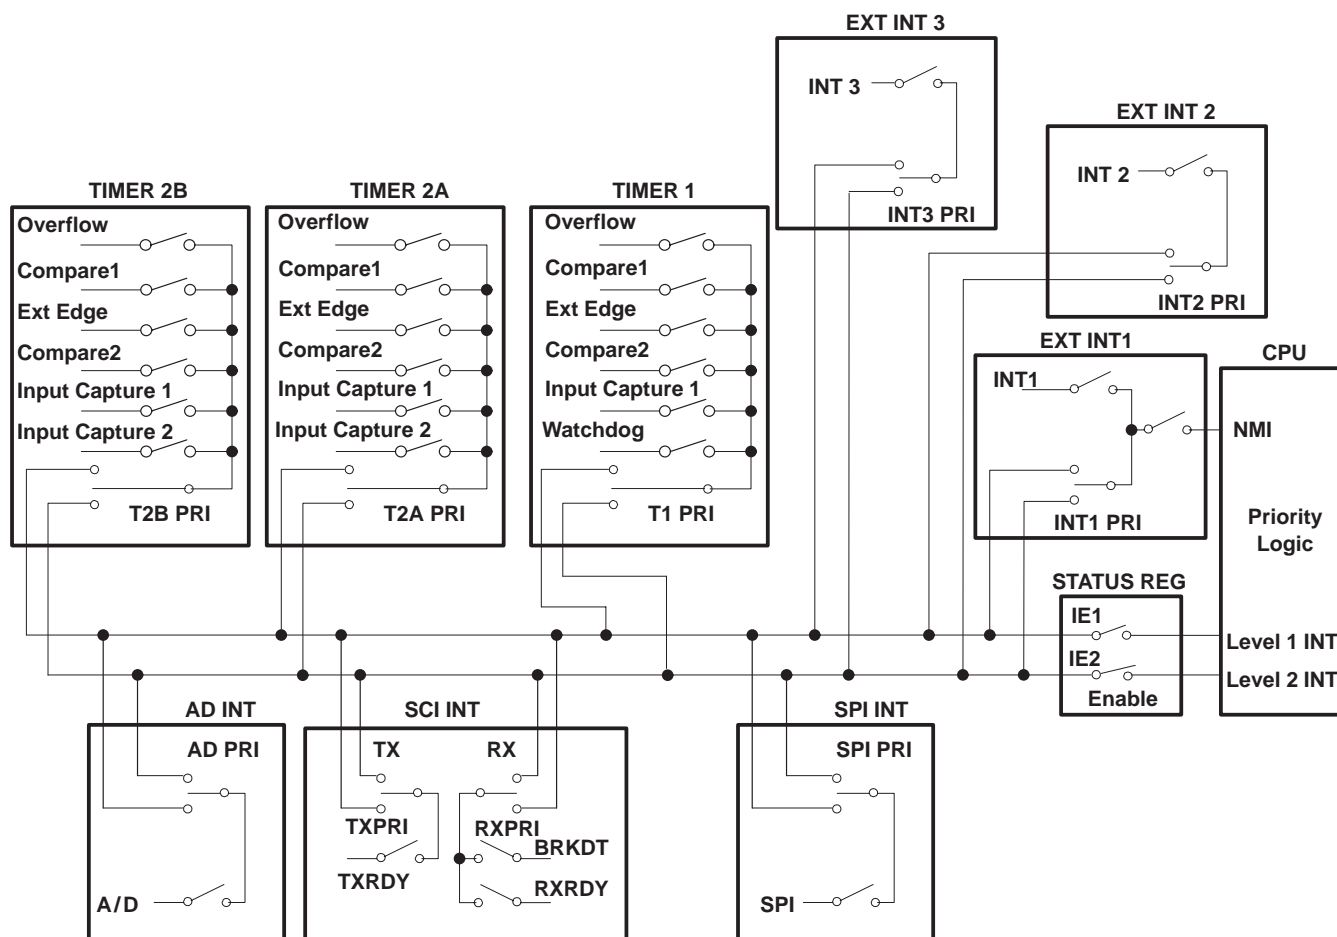 EXT INT 3
INT 3
INT3 PRI
EXT INT 2
INT 2
INT2 PRI
TIMER 2B
Overflow
Compare1
Ext Edge
Compare2
Input Capture 1
Input Capture 2
T2B PRI
TIMER 2A
Overflow
Compare1
Ext Edge
Compare2
Input Capture 1
Input Capture 2
T2A PRI
TIMER 1
Overflow
Compare1
Ext Edge
Compare2
Input Capture 1
Watchdog
T1 PRI
EXT INT1
INT1
INT1 PRI
CPU
NMI
Priority
Logic
Level 1 INT
Level 2 INT
STATUS REG
IE1
IE2
Enable
AD INT
AD PRI
A/D
SCI INT
TX
RX
TXPRI
RXPRI
BRKDT
TXRDY
RXRDY
SPI INT
SPI PRI
SPI